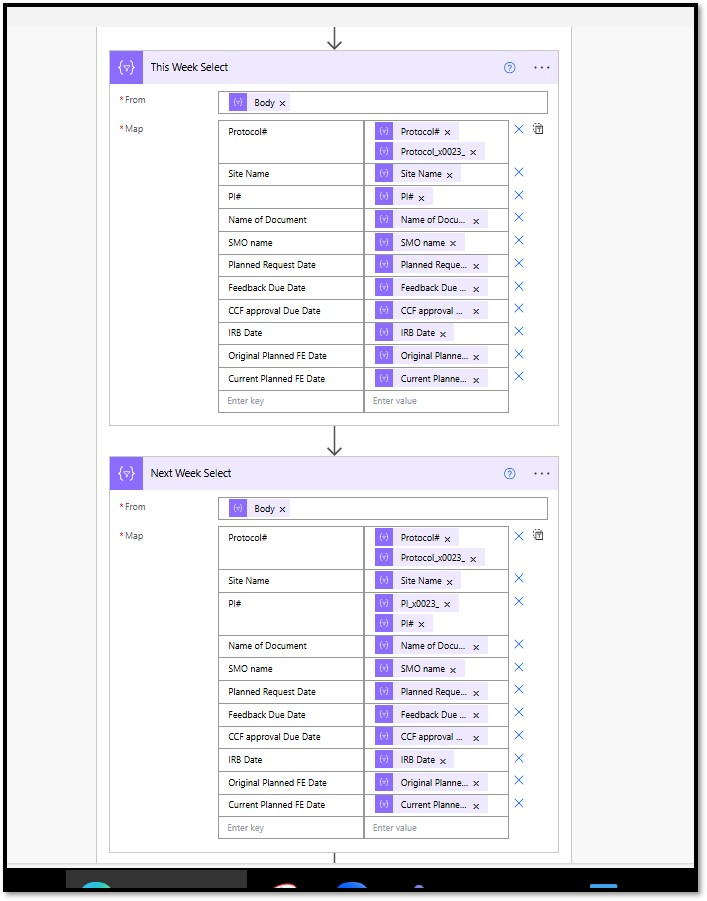 This Week Select
*From
Body ×
*Map
Protocol#
Protocol# ×
Protocol_x0023_ ×
Site Name
Site Name ×
PI#
PI# ×
Name of Document
Name of Docu... ×
SMO name
SMO name ×
Planned Request Date
Planned Reque... ×
Feedback Due Date
Feedback Due ... ×
CCF approval Due Date
CCF approval ... ×
IRB Date
IRB Date ×
Original Planned FE Date
Original Planne... ×
Current Planned FE Date
Current Planne... ×
Enter key
Enter value
Next Week Select
*From
Body ×
*Map
Protocol#
Protocol# ×
Protocol_x0023_ ×
Site Name
Site Name ×
PI#
PI_x0023_ ×
PI# ×
Name of Document
Name of Docu... ×
SMO name
SMO name ×
Planned Request Date
Planned Reque... ×
Feedback Due Date
Feedback Due ... ×
CCF approval Due Date
CCF approval ... ×
IRB Date
IRB Date ×
Original Planned FE Date
Original Planne... ×
Current Planned FE Date
Current Planne... ×
Enter key
Enter value